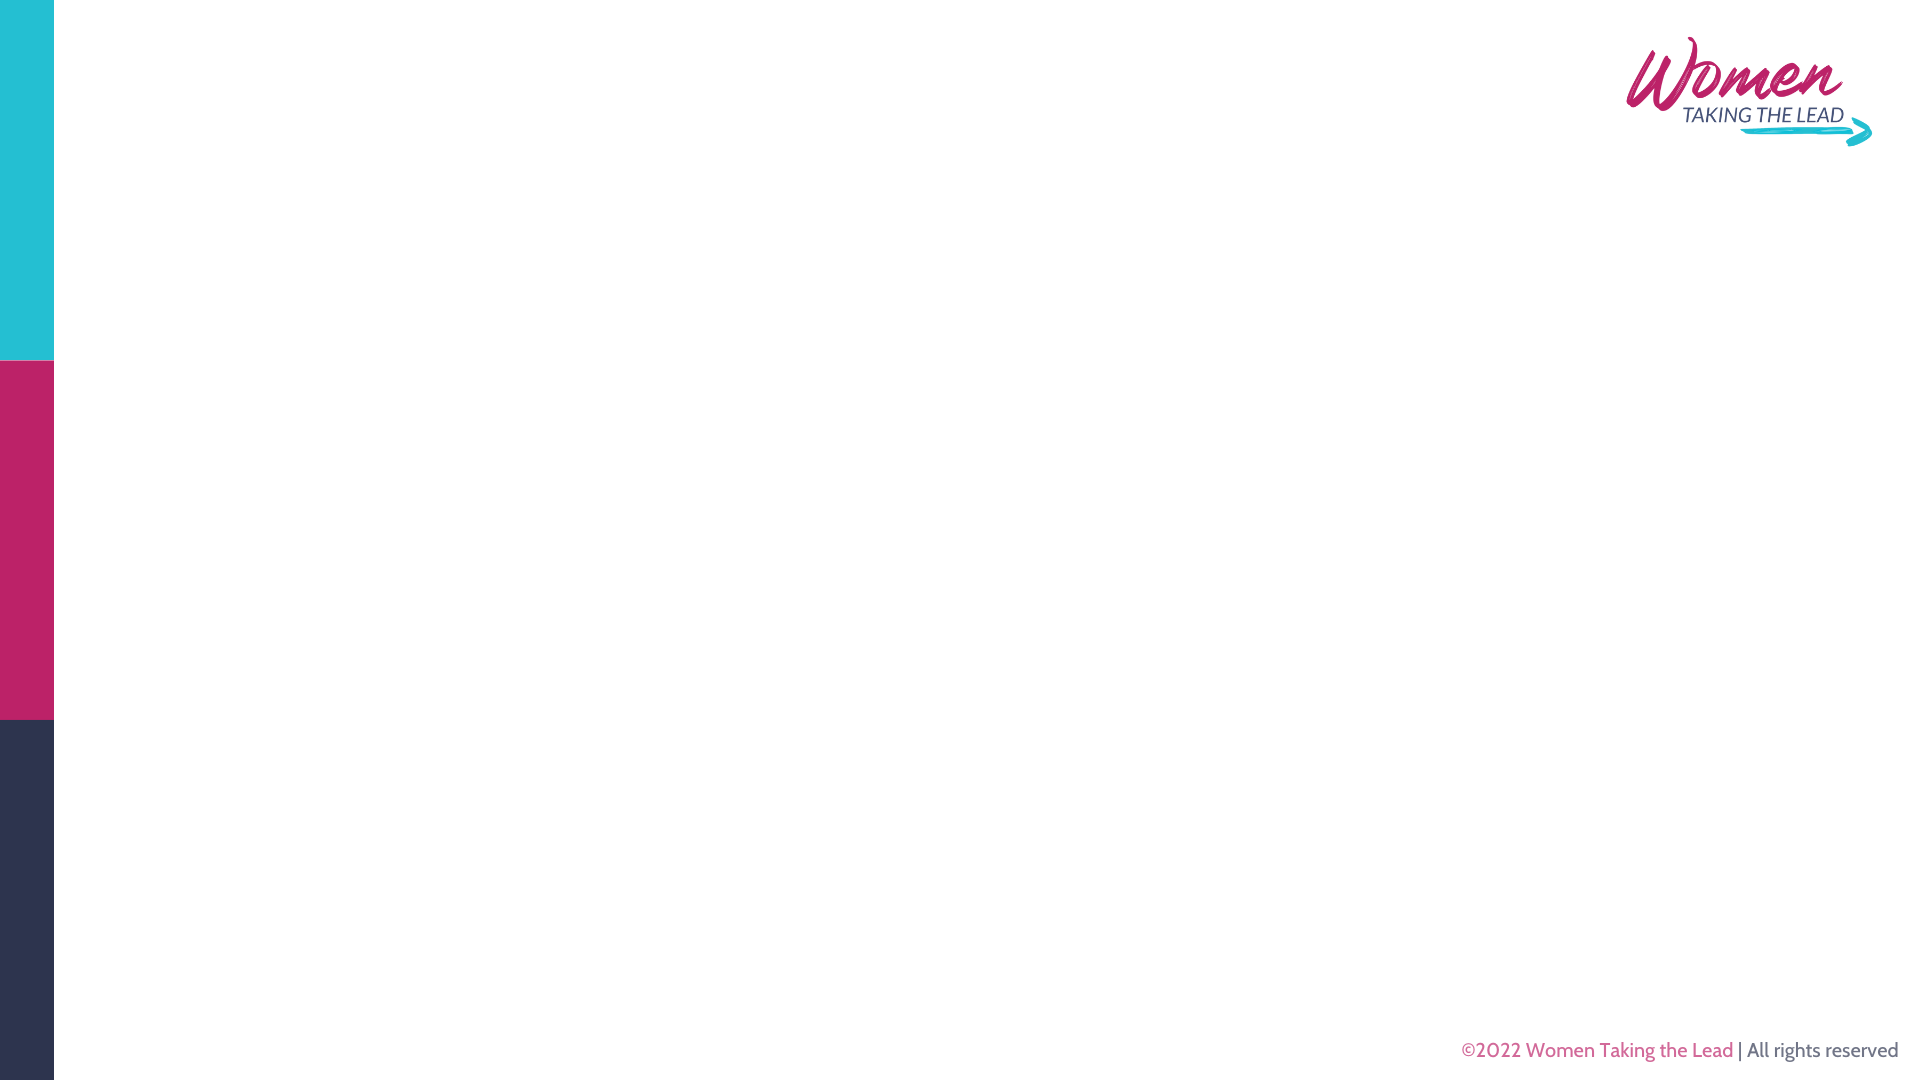 Women
TAKING THE LEAD
©2022 Women Taking the Lead | All rights reserved